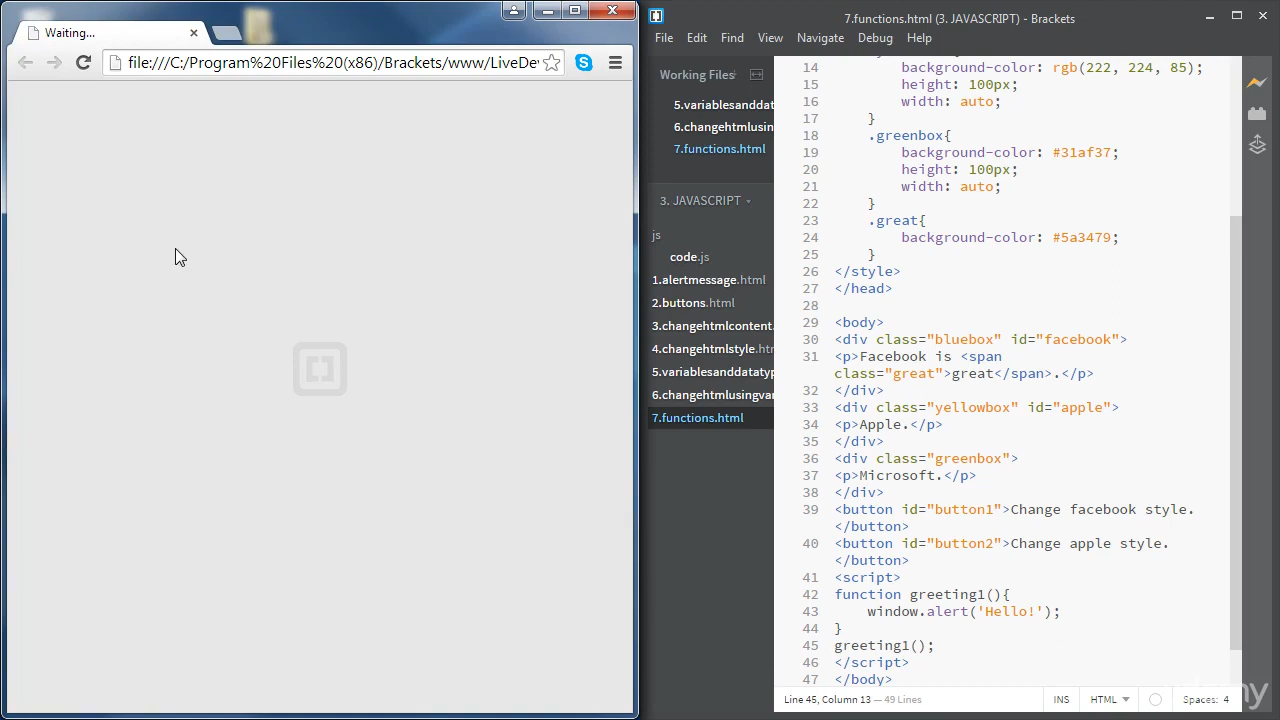 Waiting...
file:///C:/Program%20Files%20(x86)/Brackets/www/LiveDev
7.functions.html (3. JAVASCRIPT) - Brackets
File Edit Find View Navigate Debug Help
Working Files
5.variablesanddatat
6.changehtmlusin
7.functions.html
3. JAVASCRIPT
js
code.js
1.alertmessage.html
2.buttons.html
3.changehtmlcontent.
4.changehtmlstyle.htm
5.variablesanddatatyp
6.changehtmlusingva
7.functions.html
14 background-color: rgb(222, 224, 85);
15 height: 100px;
16 width: auto;
17 }
18 .greenbox{
19 background-color: #31af37;
20 height: 100px;
21 width: auto;
22 }
23 .great{
24 background-color: #5a3479;
25 }
26 </style>
27 </head>
28
29 <body>
30 <div class="bluebox" id="facebook">
31 <p>Facebook is <span
class="great">great</span>.</p>
32 </div>
33 <div class="yellowbox" id="apple">
34 <p>Apple.</p>
35 </div>
36 <div class="greenbox">
37 <p>Microsoft.</p>
38 </div>
39 <button id="button1">Change facebook style.
</button>
40 <button id="button2">Change apple style.
</button>
41 <script>
42 function greeting1(){
43 window.alert('Hello!');
44 }
45 greeting1();
46 </script>
47 </body>
Line 45, Column 13 — 49 Lines
INS HTML Spaces: 4